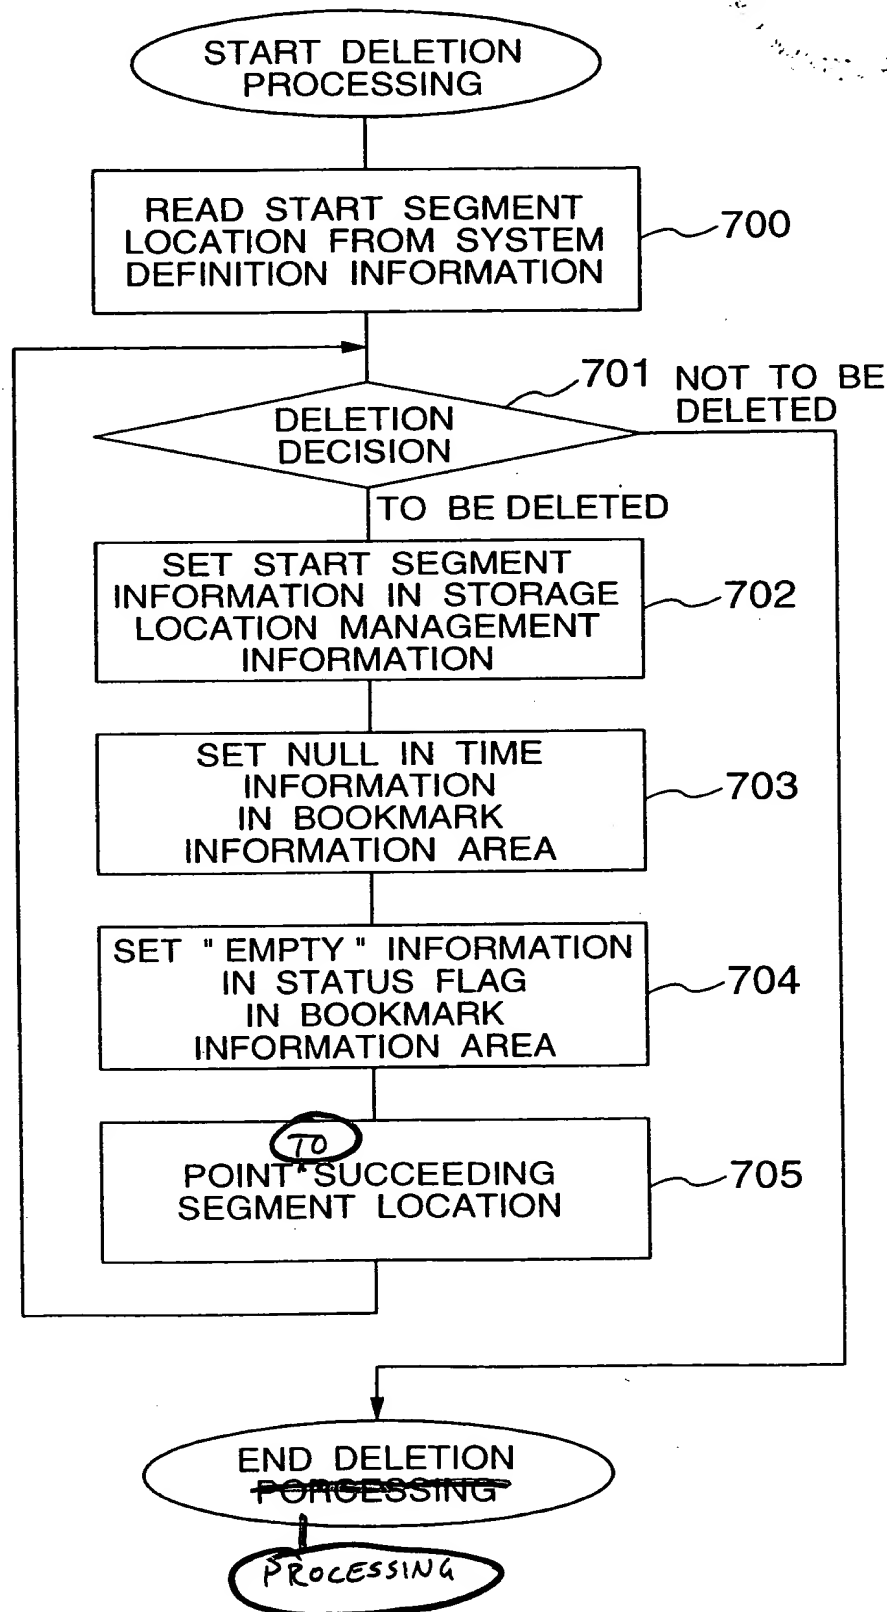 START DELETION
PROCESSING
READ START SEGMENT
LOCATION FROM SYSTEM
DEFINITION INFORMATION
700
701
NOT TO BE
DELETED
DELETION
DECISION
TO BE DELETED
SET START SEGMENT
INFORMATION IN STORAGE
LOCATION MANAGEMENT
INFORMATION
702
SET NULL IN TIME
INFORMATION
IN BOOKMARK
INFORMATION AREA
703
SET "EMPTY" INFORMATION
IN STATUS FLAG
IN BOOKMARK
INFORMATION AREA
704
TO
POINT SUCCEEDING
SEGMENT LOCATION
705
END DELETION
PORGESSING
PROCESSING